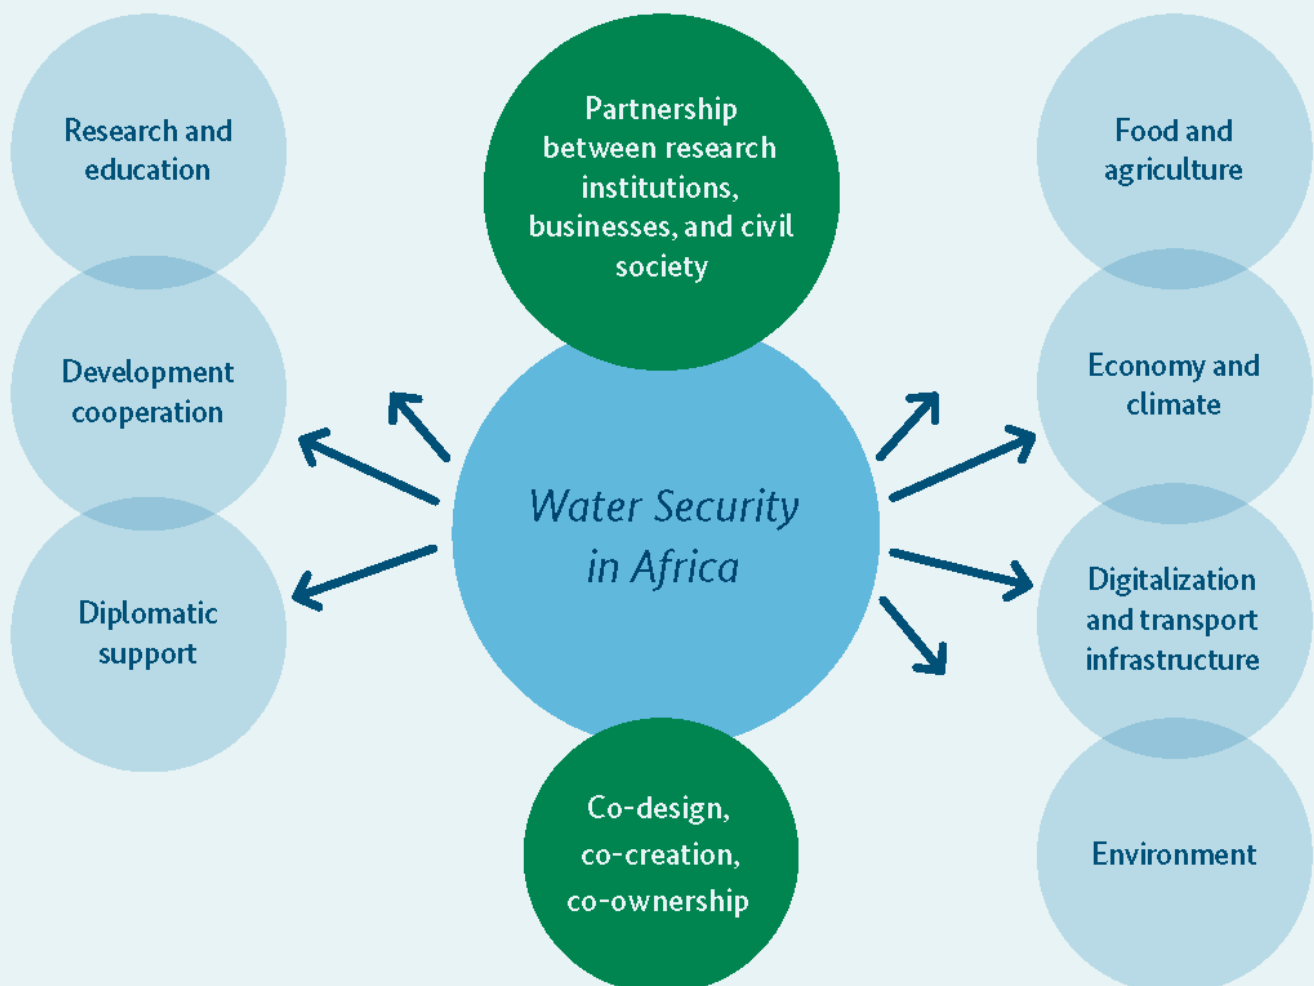 Research and
education
Development
cooperation
Diplomatic
support
Partnership
between research
institutions,
businesses, and civil
society
Water Security
in Africa
Co-design,
co-creation,
co-ownership
Food and
agriculture
Economy and
climate
Digitalization
and transport
infrastructure
Environment